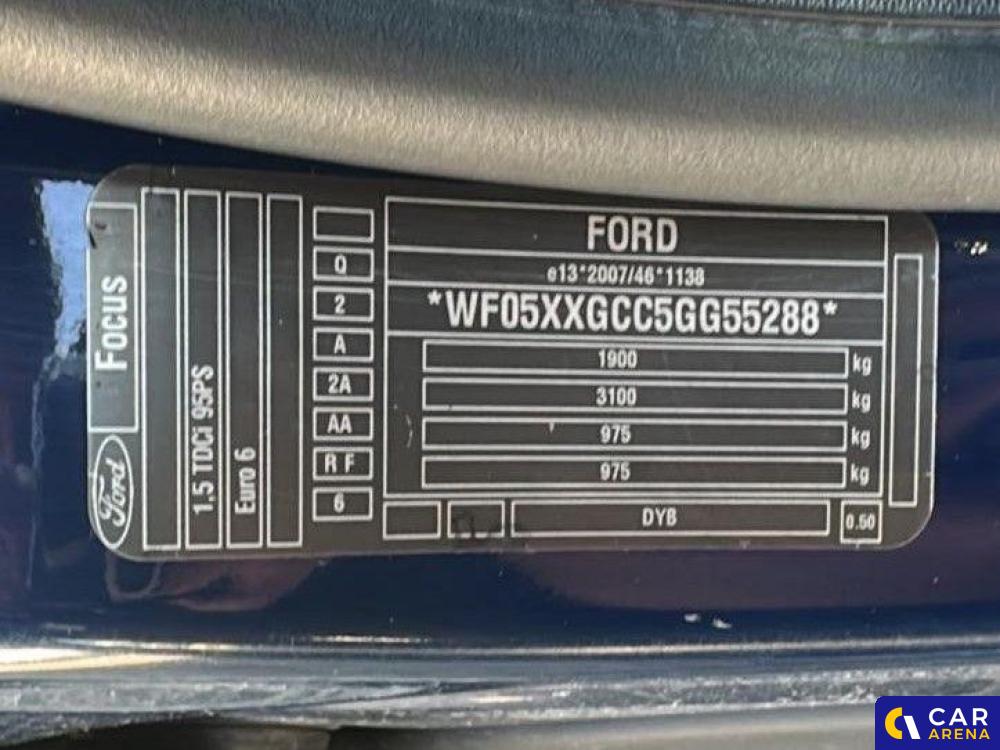 Focus
Ford
1.5 TDCi 95PS
Euro 6
Q
2
A
2A
AA
R F
6
FORD
e13*2007/46*1138
*WF05XXGCC5GG55288*
1900 kg
3100 kg
975 kg
975 kg
DYB
0.50
CAR
ARENA